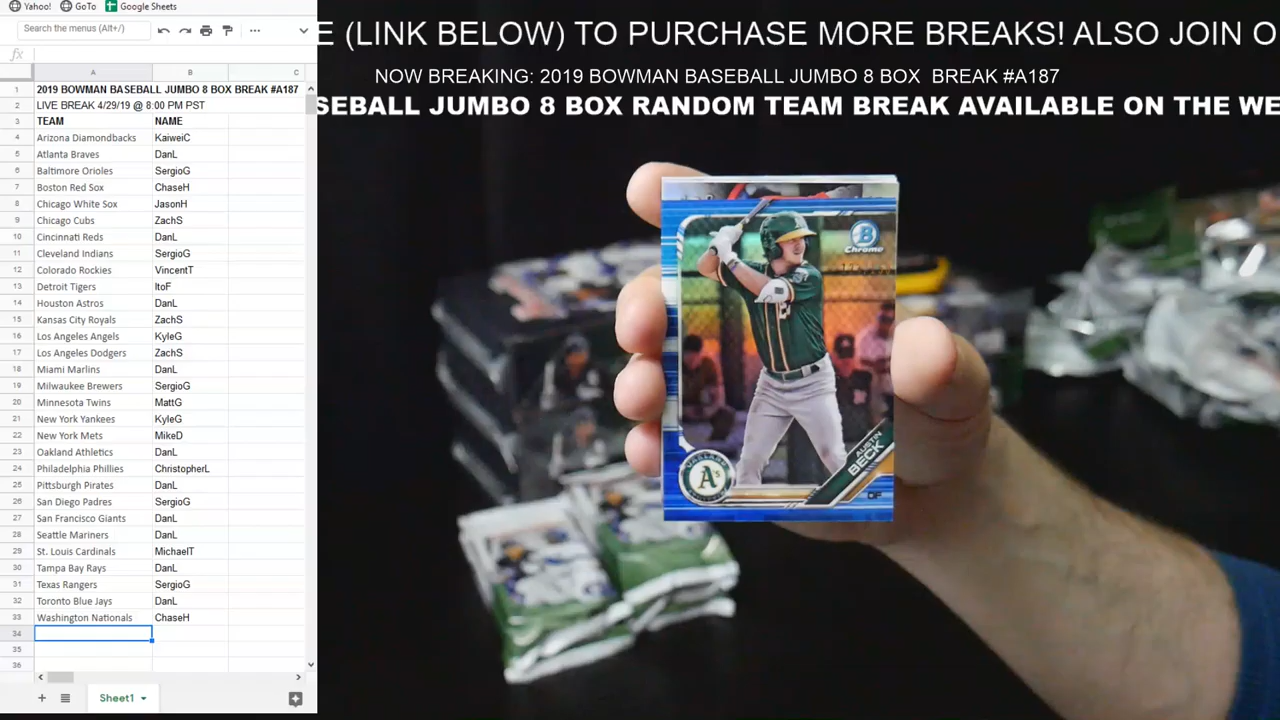 Yahoo! GoTo Google Sheets
Search the menus (Alt+/)
fx
A B C
1 2019 BOWMAN BASEBALL JUMBO 8 BOX BREAK #A187
2 LIVE BREAK 4/29/19 @ 8:00 PM PST
3 TEAM NAME
4 Arizona Diamondbacks KaiweiC
5 Atlanta Braves DanL
6 Baltimore Orioles SergioG
7 Boston Red Sox ChaseH
8 Chicago White Sox JasonH
9 Chicago Cubs ZachS
10 Cincinnati Reds DanL
11 Cleveland Indians SergioG
12 Colorado Rockies VincentT
13 Detroit Tigers ItoF
14 Houston Astros DanL
15 Kansas City Royals ZachS
16 Los Angeles Angels KyleG
17 Los Angeles Dodgers ZachS
18 Miami Marlins DanL
19 Milwaukee Brewers SergioG
20 Minnesota Twins MattG
21 New York Yankees KyleG
22 New York Mets MikeD
23 Oakland Athletics DanL
24 Philadelphia Phillies ChristopherL
25 Pittsburgh Pirates DanL
26 San Diego Padres SergioG
27 San Francisco Giants DanL
28 Seattle Mariners DanL
29 St. Louis Cardinals MichaelT
30 Tampa Bay Rays DanL
31 Texas Rangers SergioG
32 Toronto Blue Jays DanL
33 Washington Nationals ChaseH
34
35
36
Sheet1
E (LINK BELOW) TO PURCHASE MORE BREAKS! ALSO JOIN O
NOW BREAKING: 2019 BOWMAN BASEBALL JUMBO 8 BOX BREAK #A187
SEBALL JUMBO 8 BOX RANDOM TEAM BREAK AVAILABLE ON THE WE
B
Chrome
AUSTIN
BECK
OF
A's